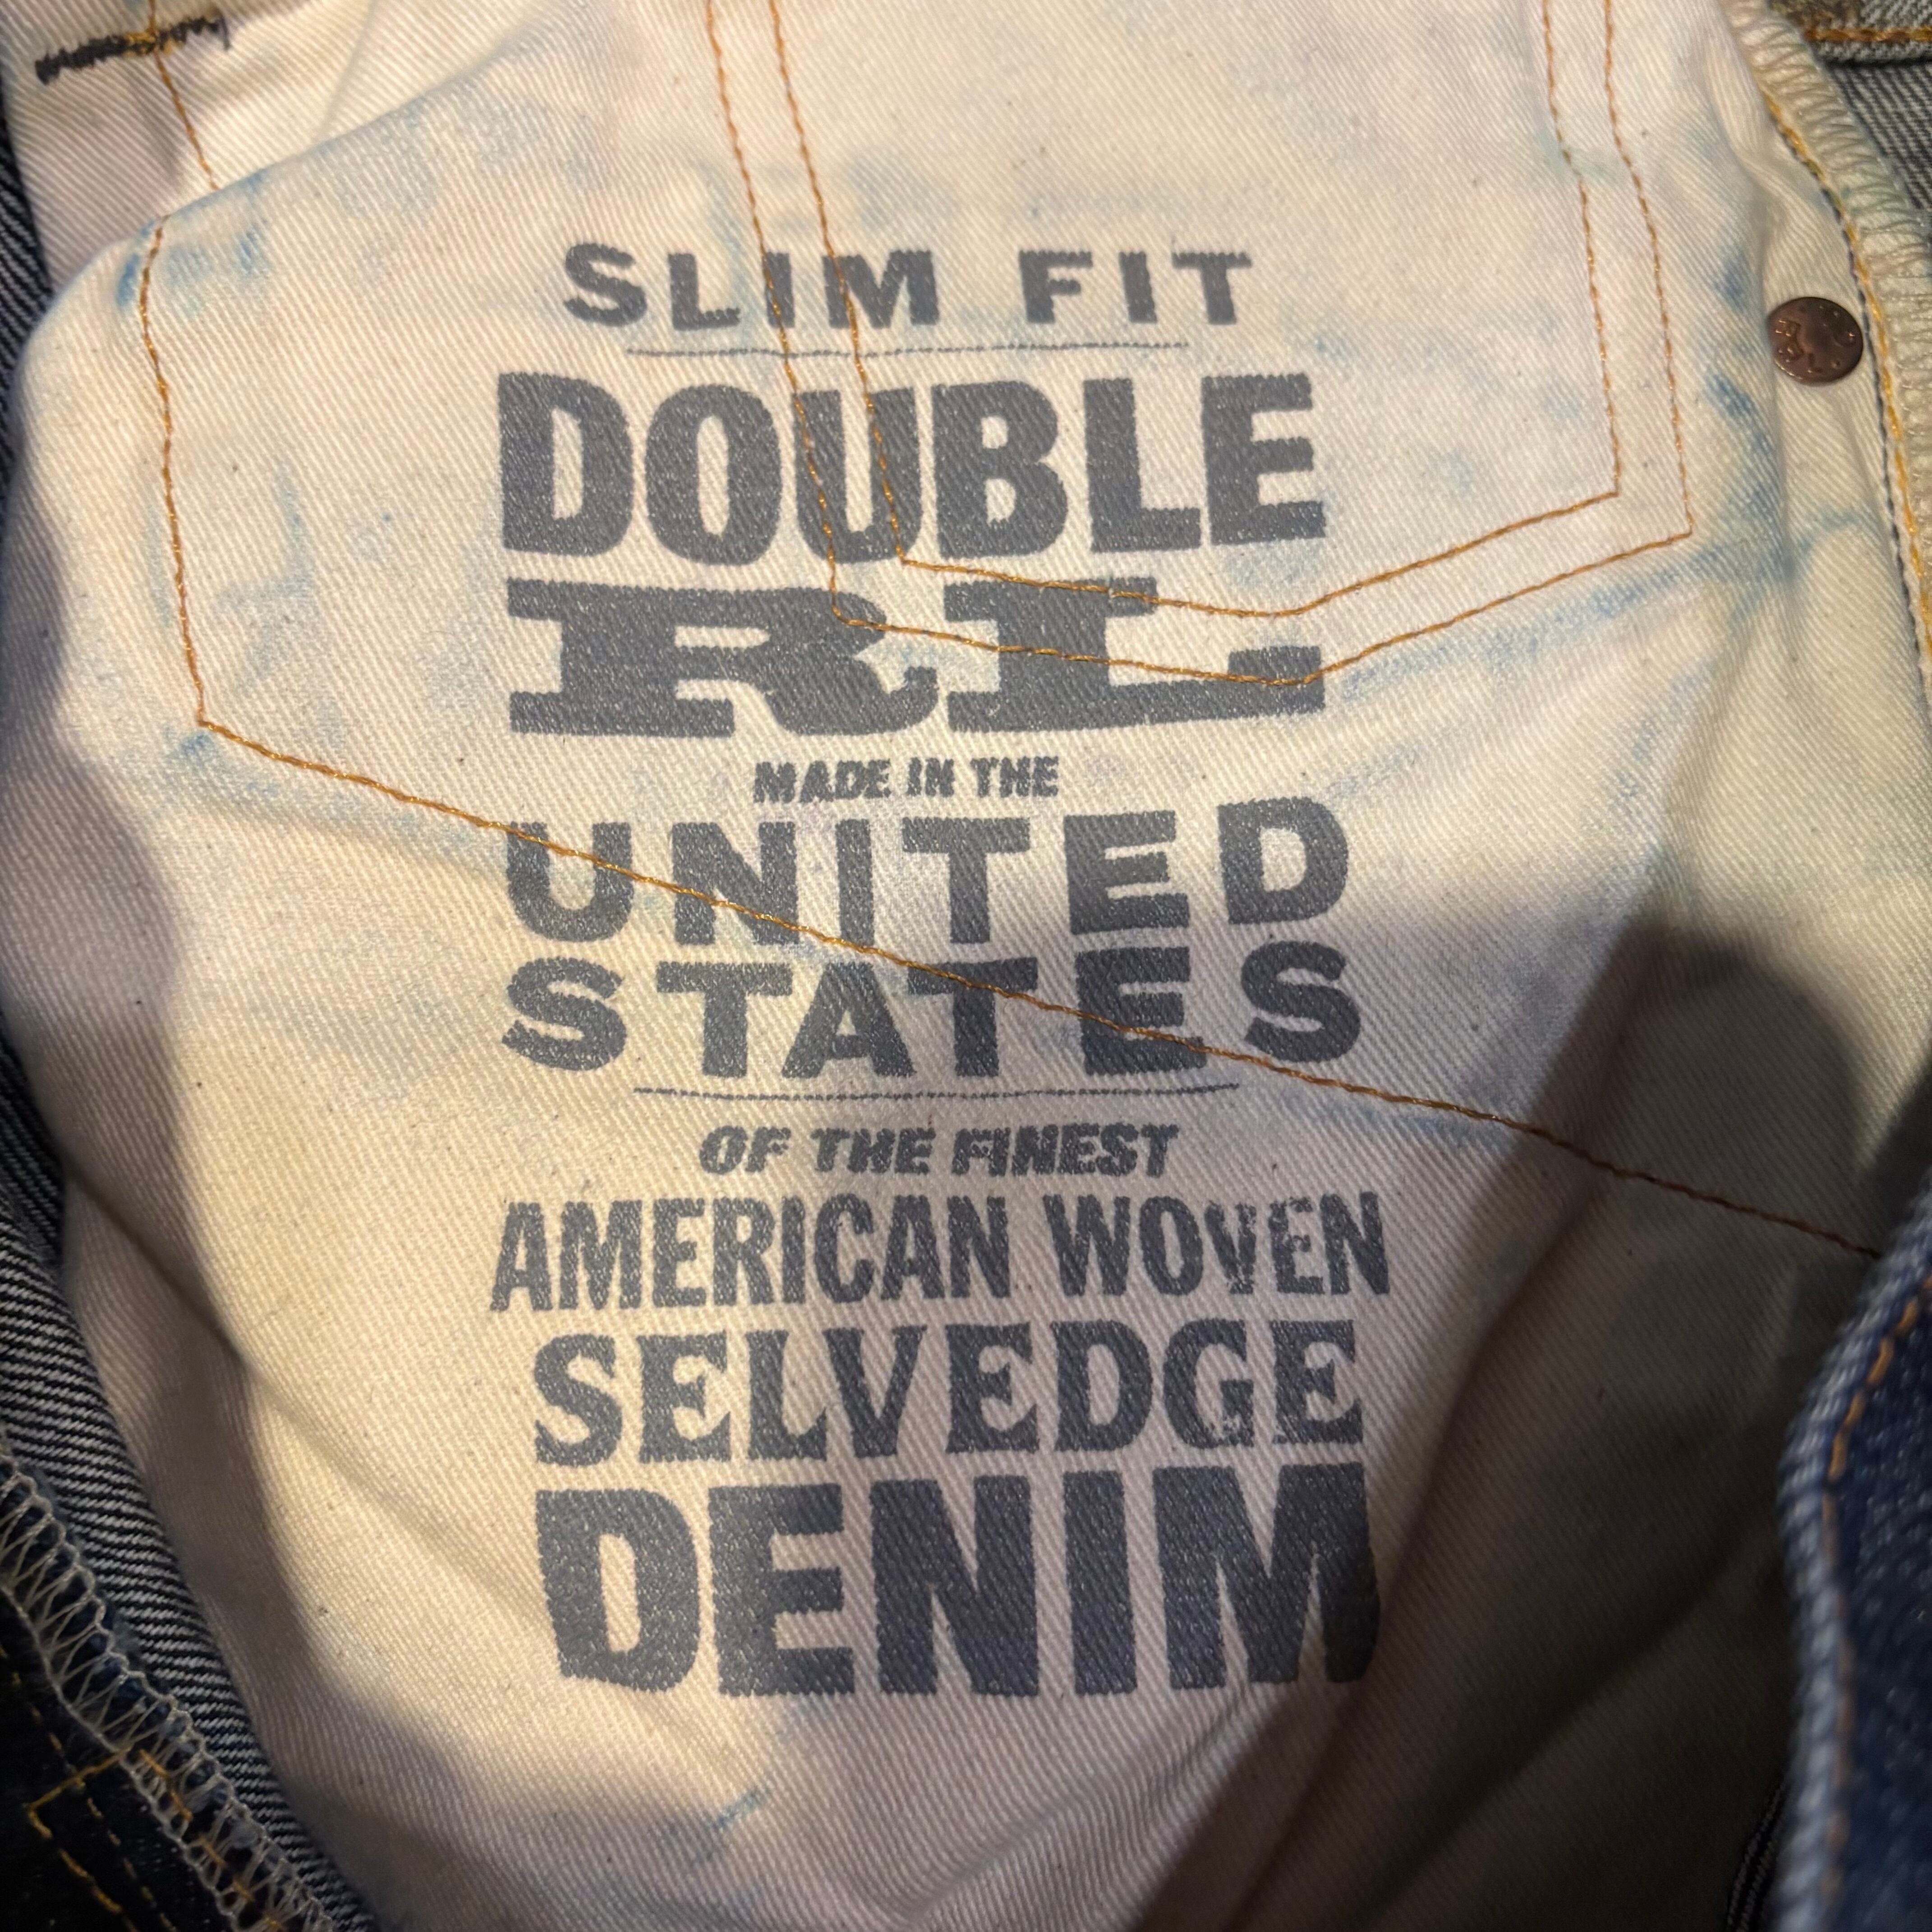 SLIM FIT
DOUBLE
RL
MADE IN THE
UNITED
STATES
OF THE FINEST
AMERICAN WOVEN
SELVEDGE
DENIM